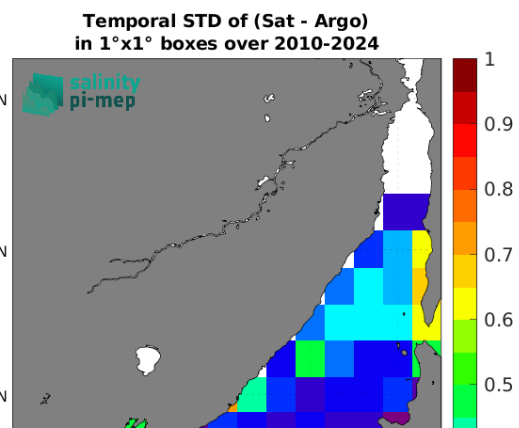 Temporal STD of (Sat - Argo)
in 1°x1° boxes over 2010-2024
salinity
pi-mep
N
N
N
1
0.9
0.8
0.7
0.6
0.5